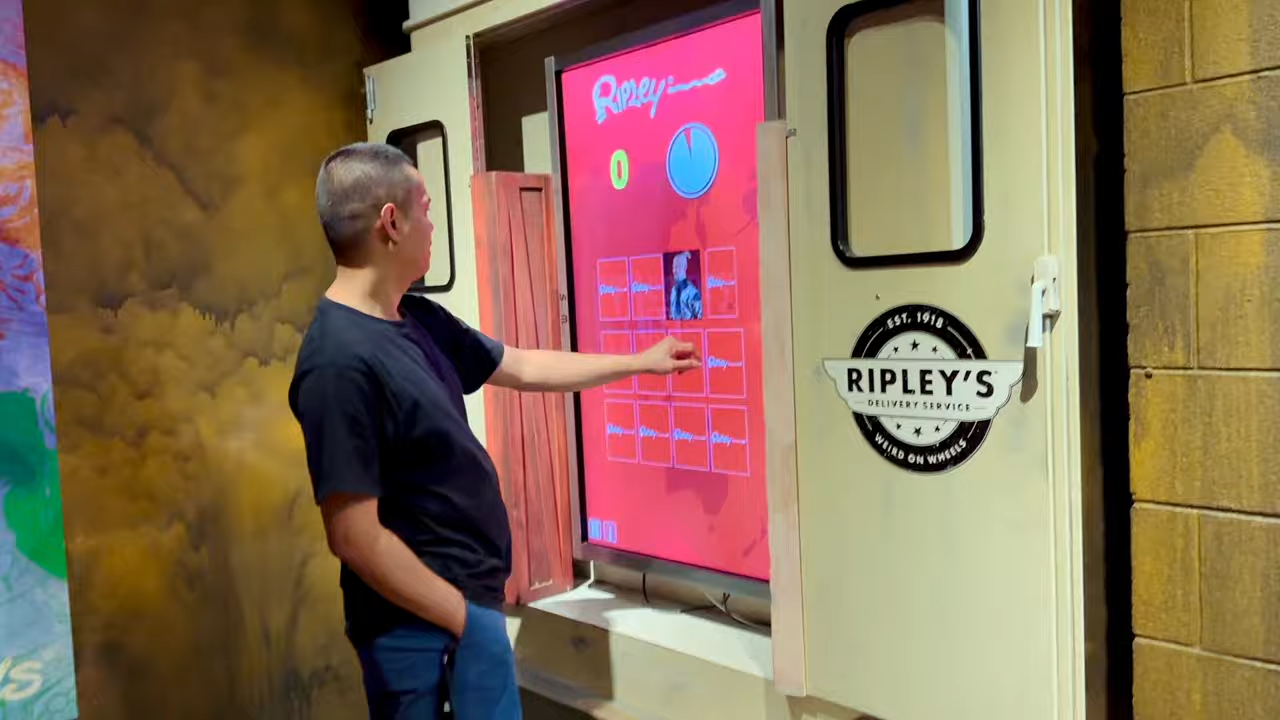 Ripley
0
EST. 1918
RIPLEY'S
DELIVERY SERVICE
WEIRD ON WHEELS